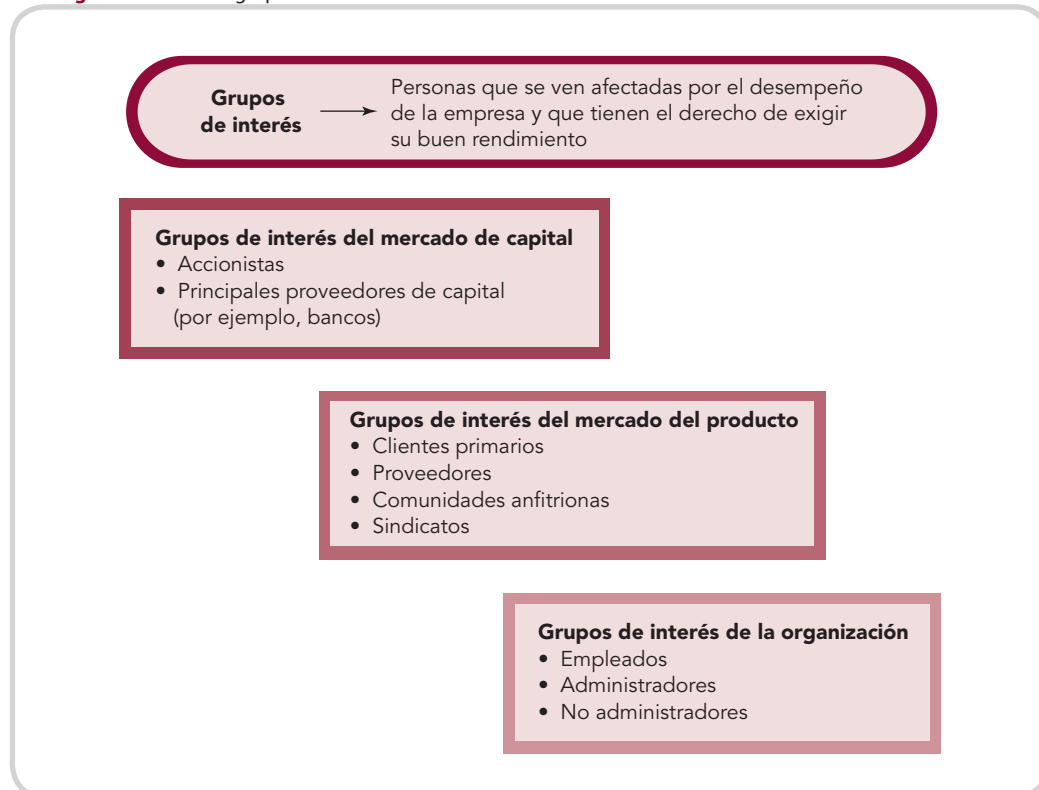 Grupos
de interés
Personas que se ven afectadas por el desempeño
de la empresa y que tienen el derecho de exigir
su buen rendimiento
Grupos de interés del mercado de capital
• Accionistas
• Principales proveedores de capital
(por ejemplo, bancos)
Grupos de interés del mercado del producto
• Clientes primarios
• Proveedores
• Comunidades anfitrionas
• Sindicatos
Grupos de interés de la organización
• Empleados
• Administradores
• No administradores